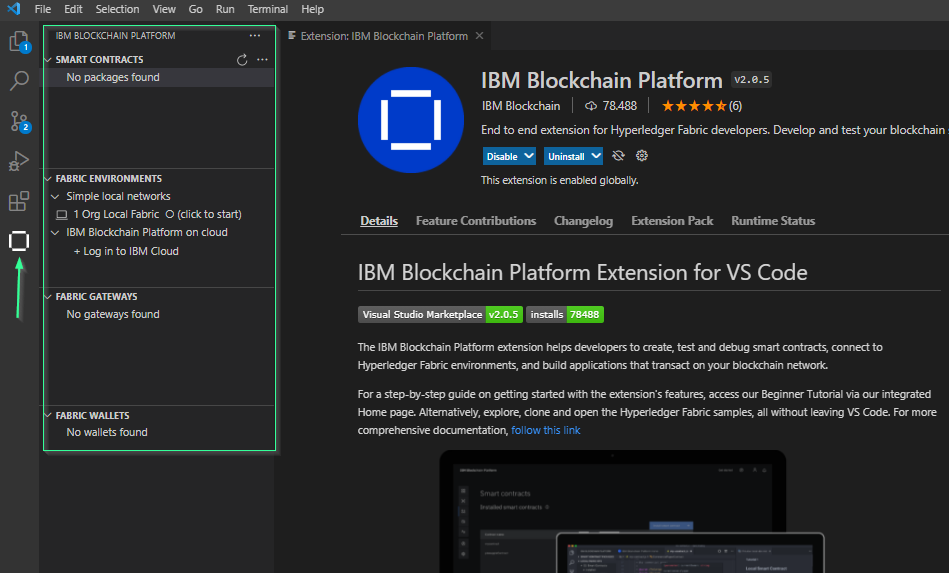 File Edit Selection View Go Run Terminal Help
IBM BLOCKCHAIN PLATFORM ···
1
2
SMART CONTRACTS ···
No packages found
FABRIC ENVIRONMENTS
Simple local networks
1 Org Local Fabric O (click to start)
IBM Blockchain Platform on cloud
+ Log in to IBM Cloud
FABRIC GATEWAYS
No gateways found
FABRIC WALLETS
No wallets found
Extension: IBM Blockchain Platform ×
IBM Blockchain Platform v2.0.5
IBM Blockchain 78.488 ★★★★★(6)
End to end extension for Hyperledger Fabric developers. Develop and test your blockchain
Disable Uninstall
This extension is enabled globally.
Details Feature Contributions Changelog Extension Pack Runtime Status
IBM Blockchain Platform Extension for VS Code
Visual Studio Marketplace v2.0.5 installs 78488
The IBM Blockchain Platform extension helps developers to create, test and debug smart contracts, connect to
Hyperledger Fabric environments, and build applications that transact on your blockchain network.
For a step-by-step guide on getting started with the extension's features, access our Beginner Tutorial via our integrated
Home page. Alternatively, explore, clone and open the Hyperledger Fabric samples, all without leaving VS Code. For more
comprehensive documentation, follow this link
Smart contracts
Installed smart contracts
Local Smart Contract